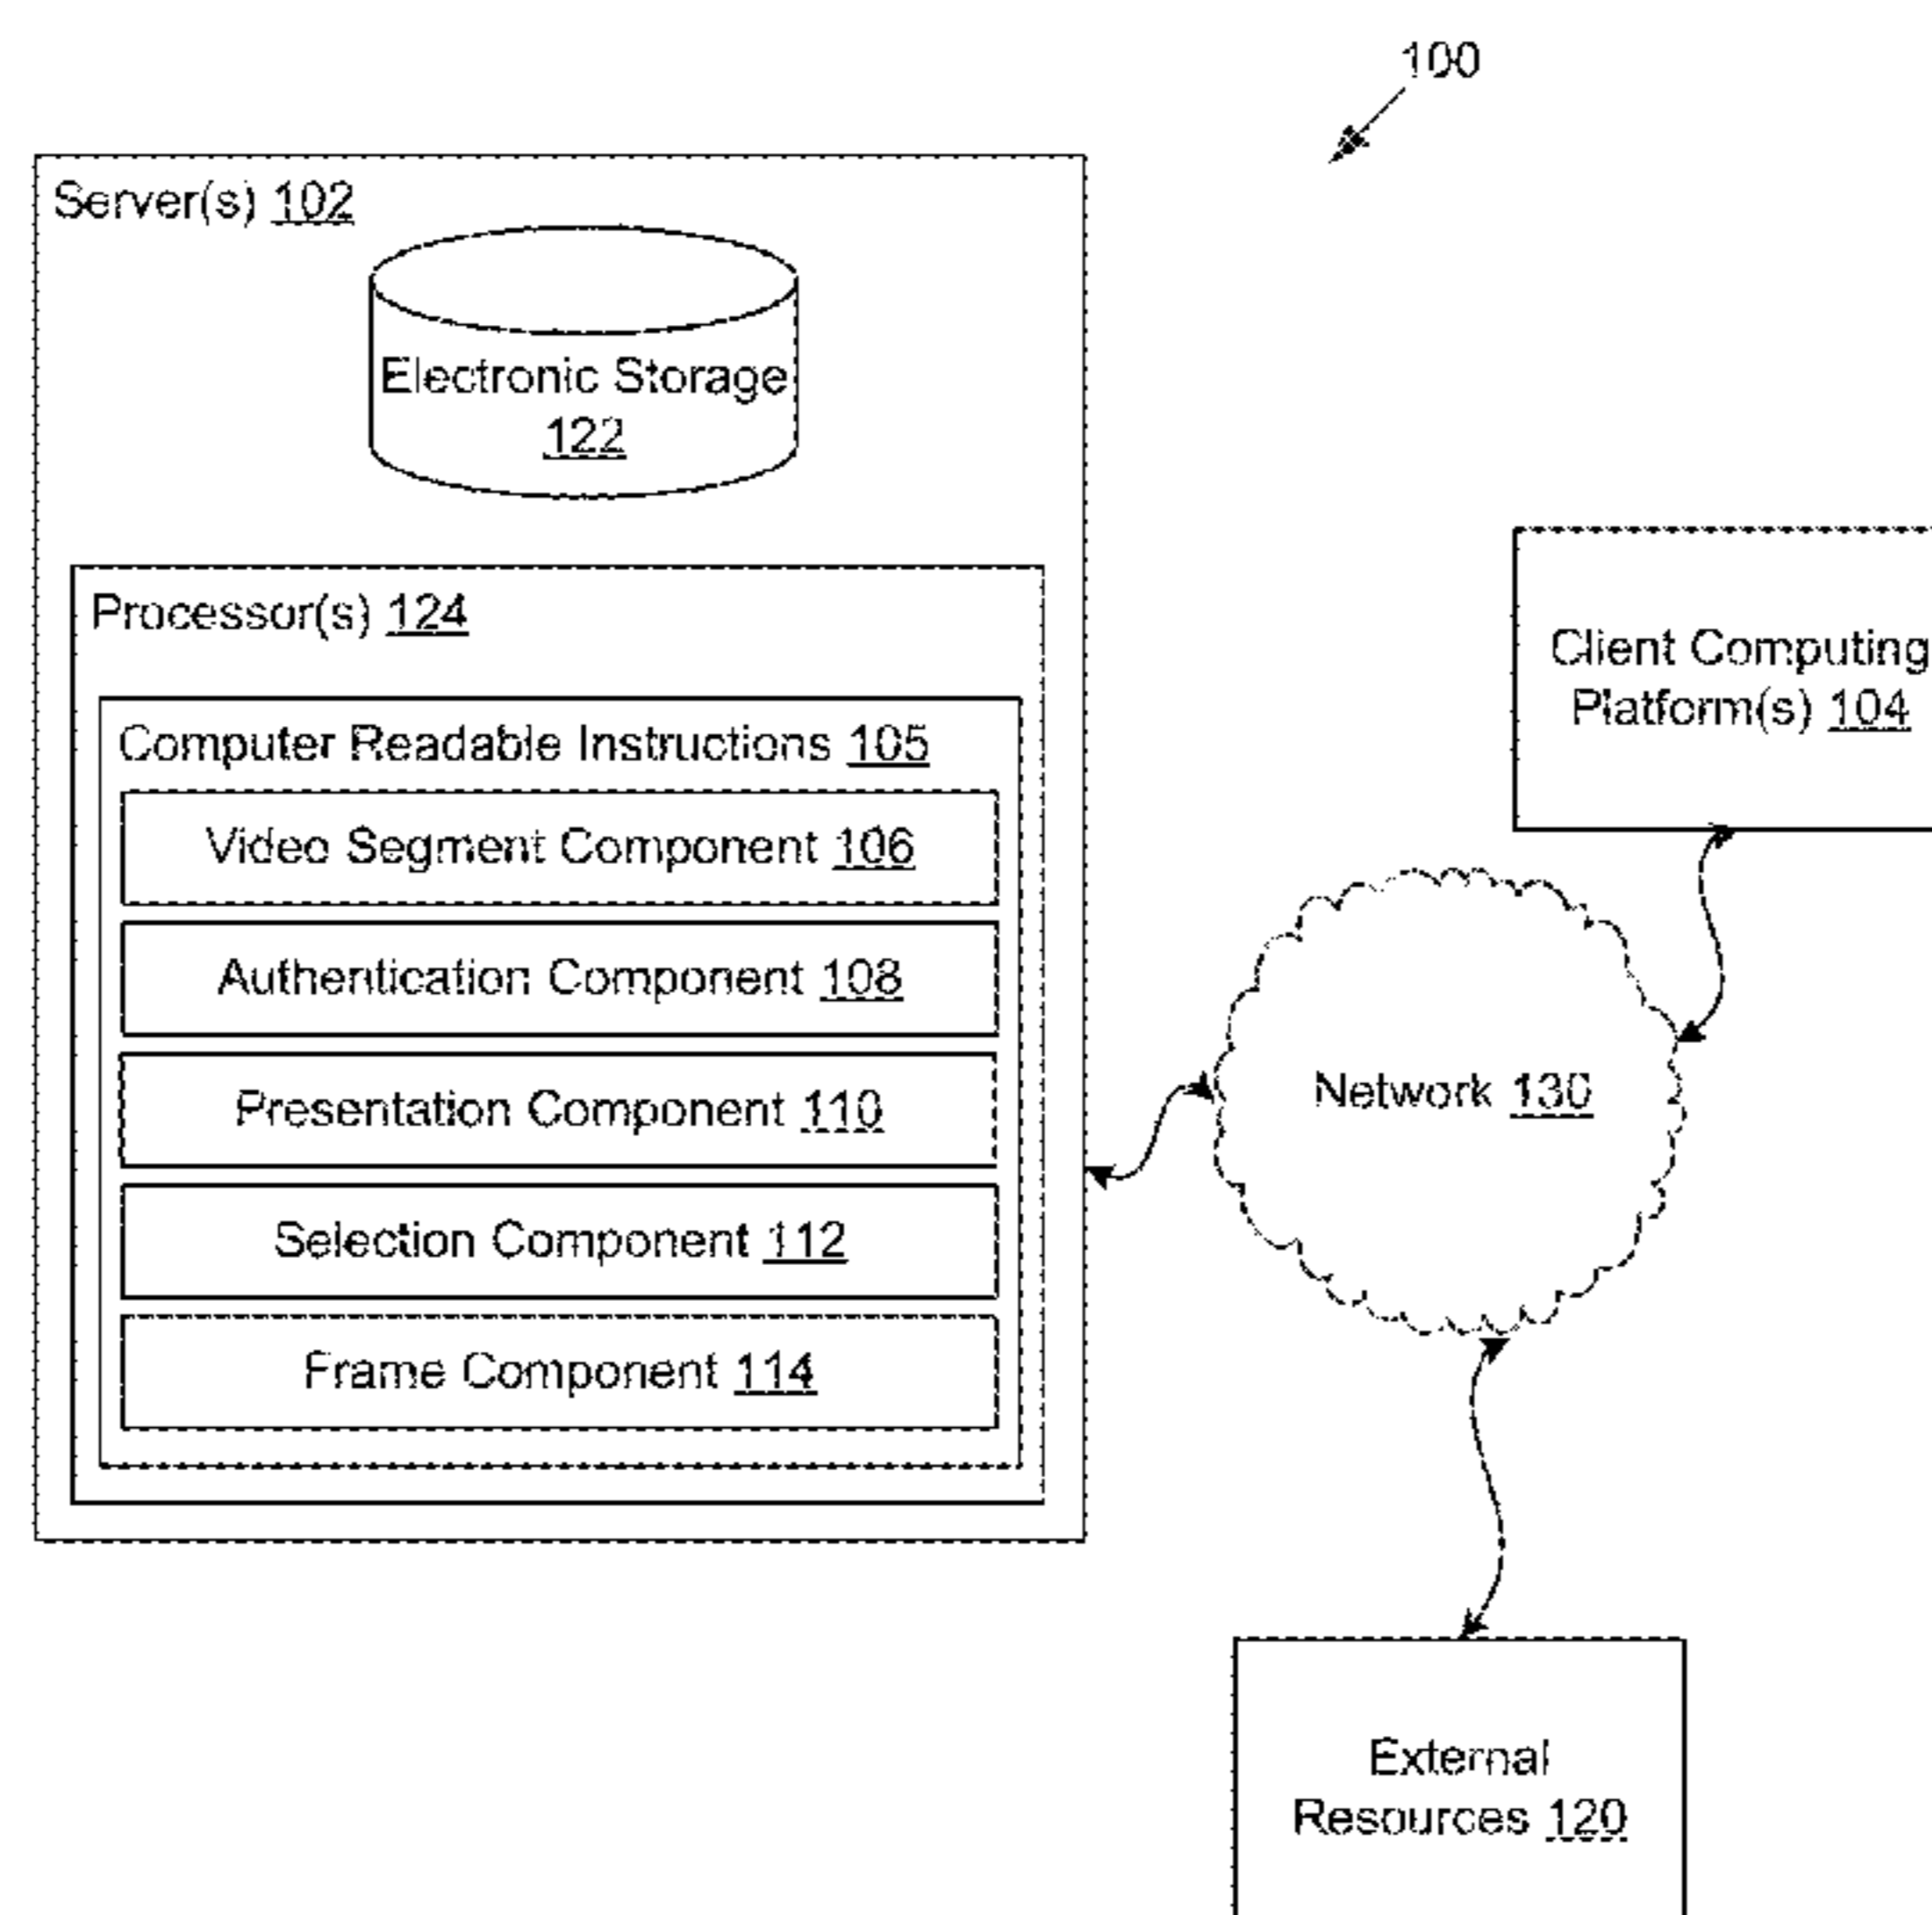 100
Server(s) 102
Electronic Storage
122
Processor(s) 124
Computer Readable Instructions 105
Video Segment Component 106
Authentication Component 108
Presentation Component 110
Selection Component 112
Frame Component 114
Client Computing
Platform(s) 104
Network 130
External
Resources 120